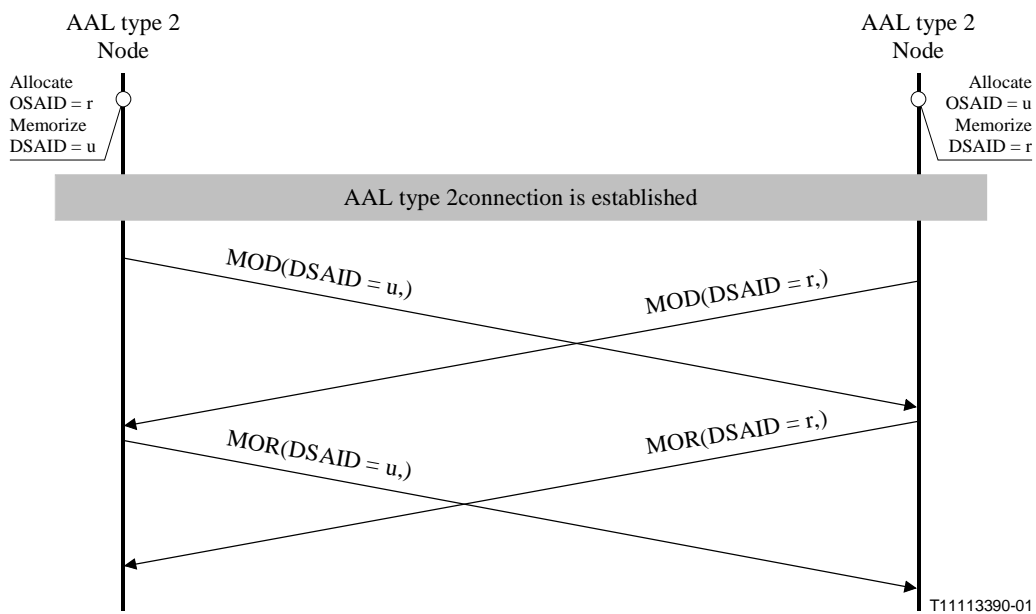 AAL type 2
Node
AAL type 2
Node
Allocate
OSAID = r
Memorize
DSAID = u
Allocate
OSAID = u
Memorize
DSAID = r
AAL type 2connection is established
MOD(DSAID = u,)
MOD(DSAID = r,)
MOR(DSAID = u,)
MOR(DSAID = r,)
T11113390-01